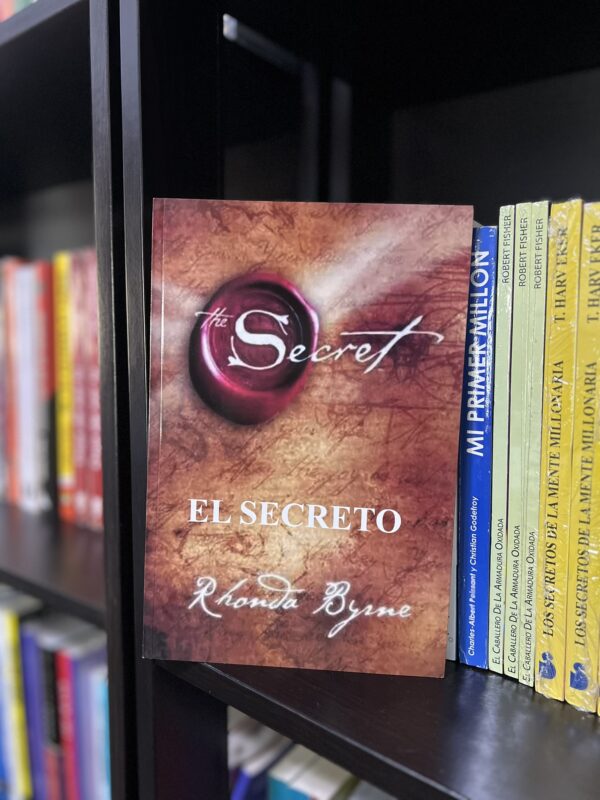 the Secret
EL SECRETO
Rhonda Byrne
MI PRIMER MILLON
Charles-Albert Poissant y Christian Godefroy
ROBERT FISHER
EL CABALLERO DE LA ARMADURA OXIDADA
ROBERT FISHER
EL CABALLERO DE LA ARMADURA OXIDADA
ROBERT FISHER
EL CABALLERO DE LA ARMADURA OXIDADA
T. HARV EKER
LOS SECRETOS DE LA MENTE MILLONARIA
T. HARV EKER
LOS SECRETOS DE LA MENTE MILLONARIA